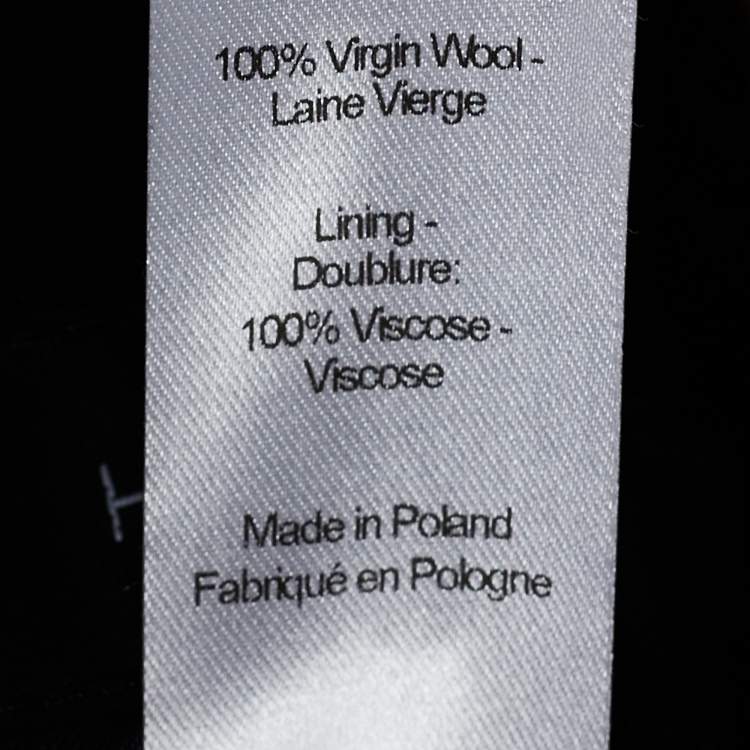 100% Virgin Wool -
Laine Vierge
Lining -
Doublure:
100% Viscose -
Viscose
Made in Poland
Fabriqué en Pologne